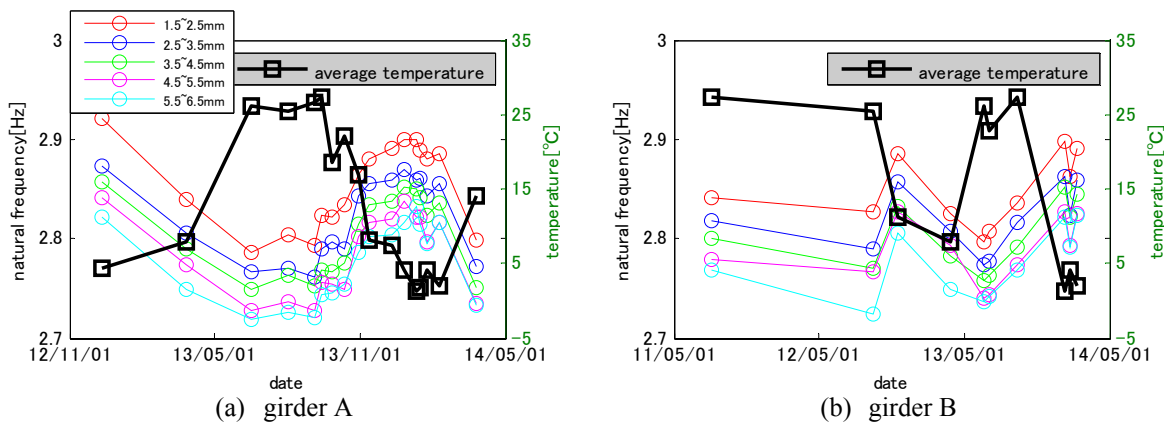 3
2.9
2.8
2.7
natural frequency[Hz]
1.5~2.5mm
2.5~3.5mm
3.5~4.5mm
4.5~5.5mm
5.5~6.5mm
average temperature
35
25
15
5
-5
temperature[℃]
12/11/01 13/05/01 13/11/01 14/05/01
date
(a) girder A
3
2.9
2.8
2.7
natural frequency[Hz]
average temperature
35
25
15
5
-5
temperature[℃]
11/05/01 12/05/01 13/05/01 14/05/01
date
(b) girder B